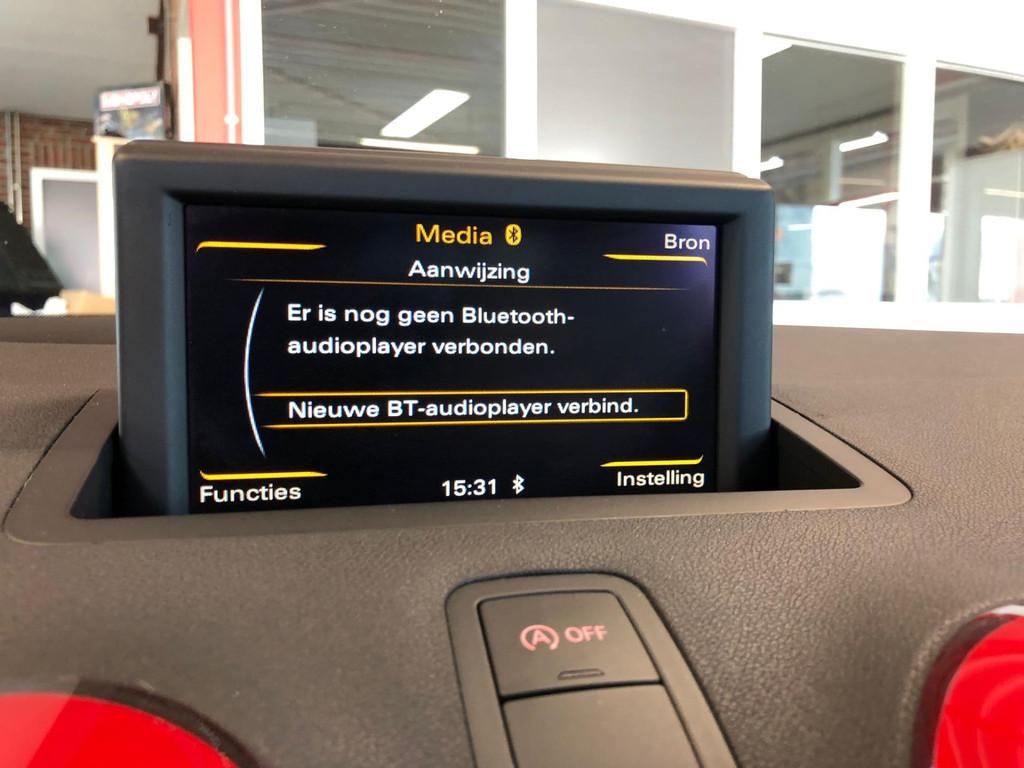 MONOPOLY
Media
Bron
Aanwijzing
Er is nog geen Bluetooth-
audioplayer verbonden.
Nieuwe BT-audioplayer verbind.
Functies
15:31
Instelling
A OFF